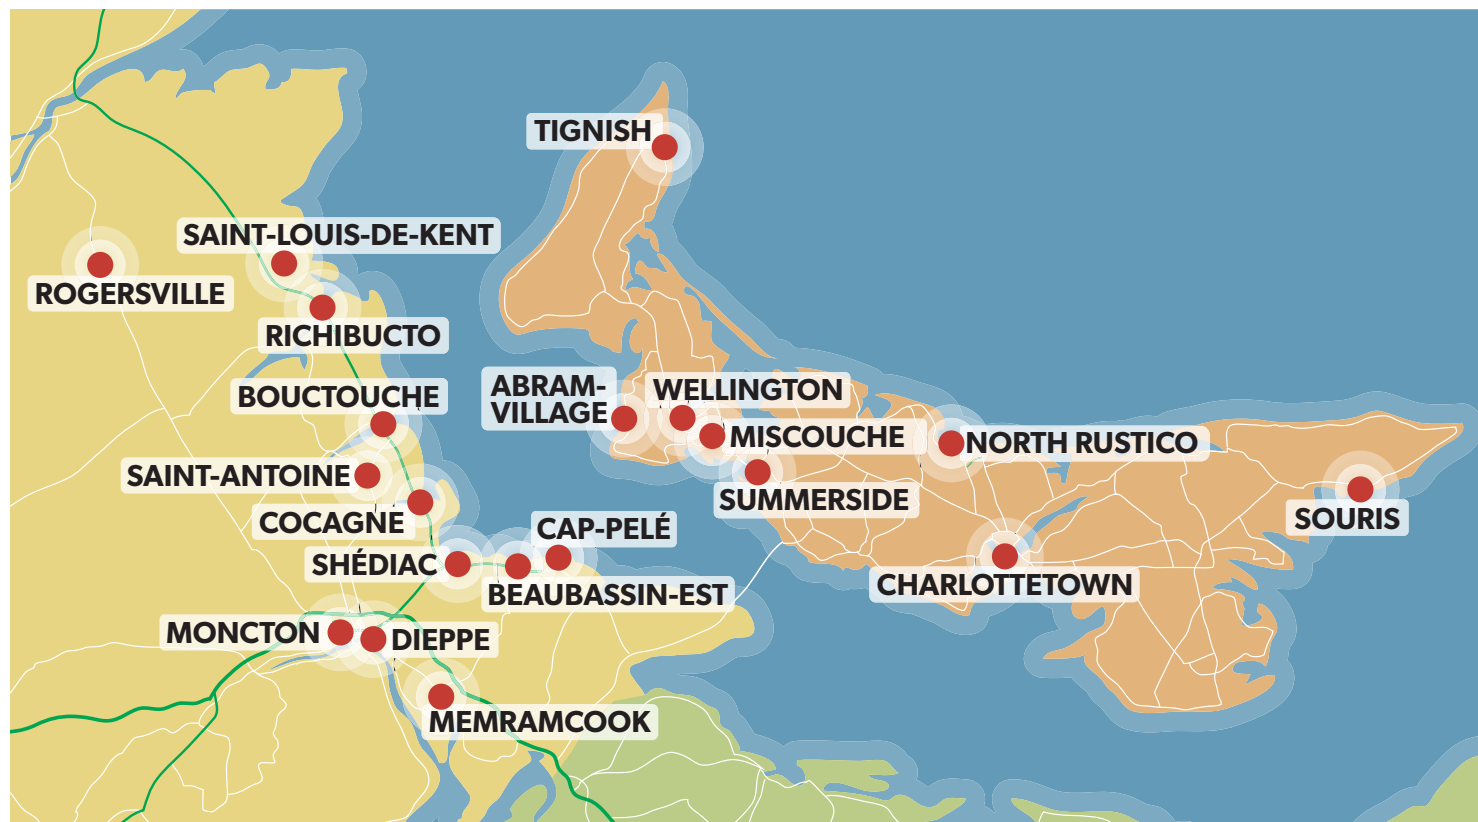 TIGNISH
SAINT-LOUIS-DE-KENT
ROGERSVILLE
RICHIBUCTO
BOUCTOUCHE
ABRAM-
VILLAGE
WELLINGTON
MISCOUCHE
NORTH RUSTICO
SAINT-ANTOINE
SUMMERSIDE
SOURIS
COCAGNE
CAP-PELÉ
SHÉDIAC
BEAUBASSIN-EST
CHARLOTTETOWN
MONCTON
DIEPPE
MEMRAMCOOK